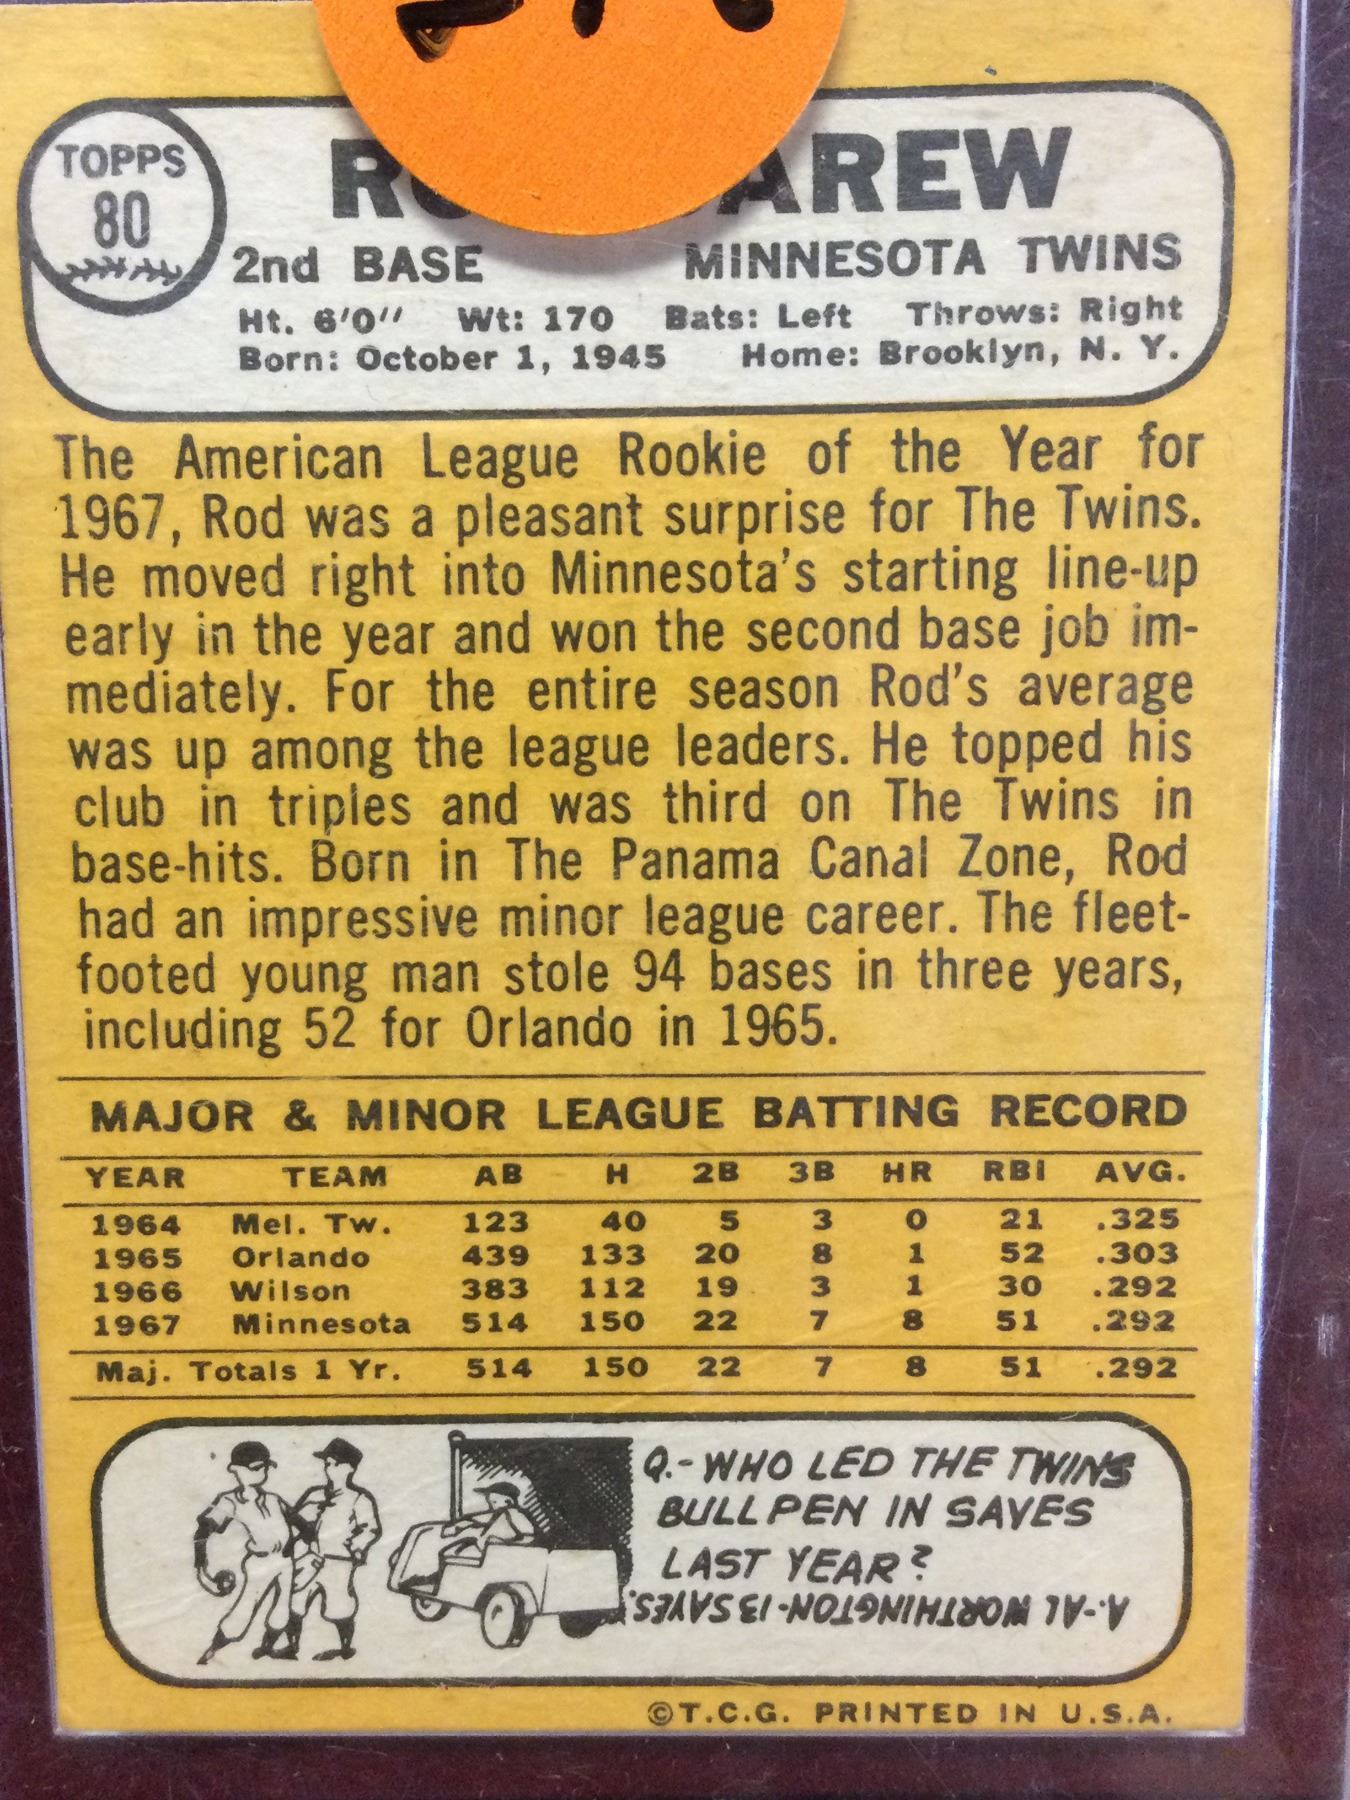 TOPPS
80
AREW
2nd BASE MINNESOTA TWINS
Ht. 6'0" Wt: 170 Bats: Left Throws: Right
Born: October 1, 1945 Home: Brooklyn, N. Y.
The American League Rookie of the Year for
1967, Rod was a pleasant surprise for The Twins.
He moved right into Minnesota's starting line-up
early in the year and won the second base job im-
mediately. For the entire season Rod's average
was up among the league leaders. He topped his
club in triples and was third on The Twins in
base-hits. Born in The Panama Canal Zone, Rod
had an impressive minor league career. The fleet-
footed young man stole 94 bases in three years,
including 52 for Orlando in 1965.
MAJOR & MINOR LEAGUE BATTING RECORD
YEAR TEAM AB H 2B 3B HR RBI AVG.
1964 Mel. Tw. 123 40 5 3 0 21 .325
1965 Orlando 439 133 20 8 1 52 .303
1966 Wilson 383 112 19 3 1 30 .292
1967 Minnesota 514 150 22 7 8 51 .292
Maj. Totals 1 Yr. 514 150 22 7 8 51 .292
Q.-WHO LED THE TWINS
BULLPEN IN SAVES
LAST YEAR?
A.-AL WORTHINGTON-13 SAVES.
©T.C.G. PRINTED IN U.S.A.